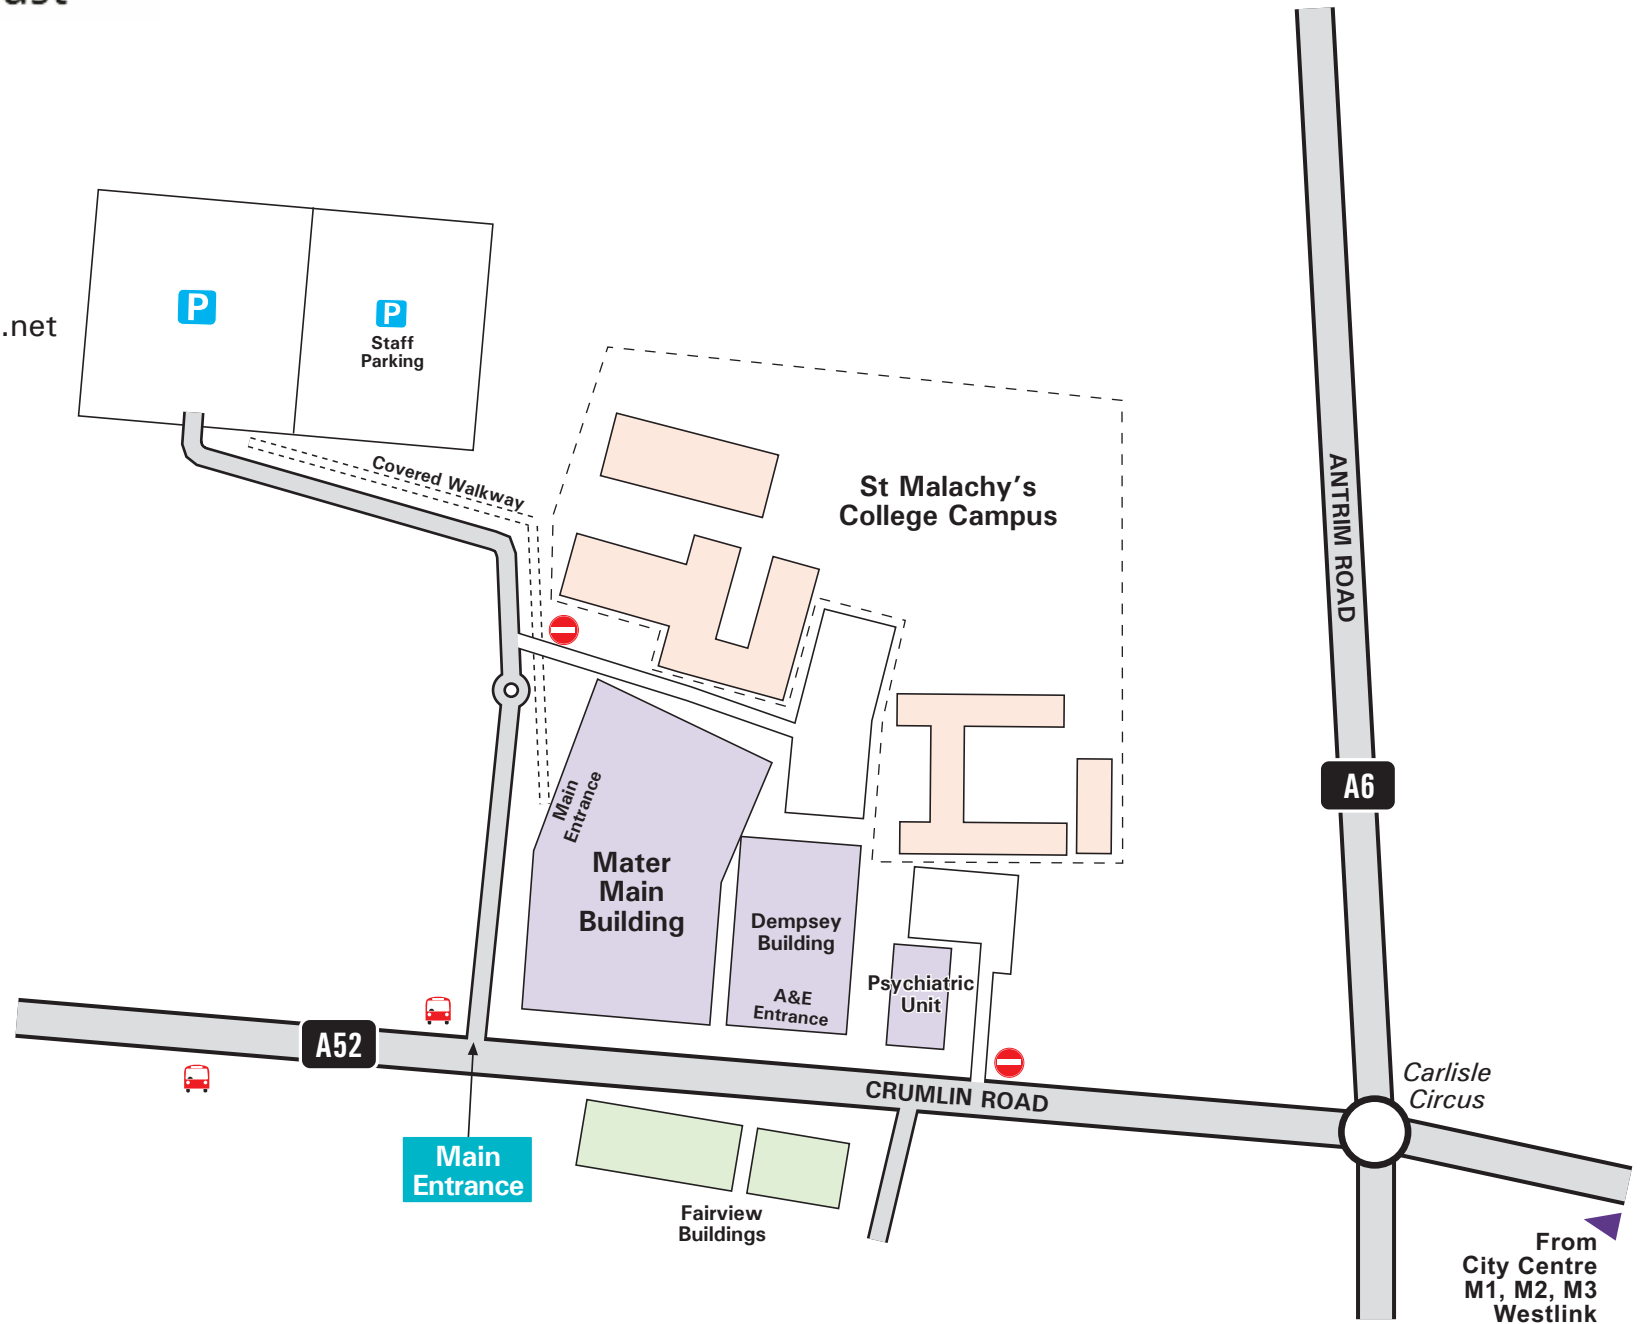 .net
P
P
Staff
Parking
Covered Walkway
St Malachy's
College Campus
ANTRIM ROAD
A6
Main
Entrance
Mater
Main
Building
Dempsey
Building
A&E
Entrance
Psychiatric
Unit
A52
CRUMLIN ROAD
Carlisle
Circus
Main
Entrance
Fairview
Buildings
From
City Centre
M1, M2, M3
Westlink